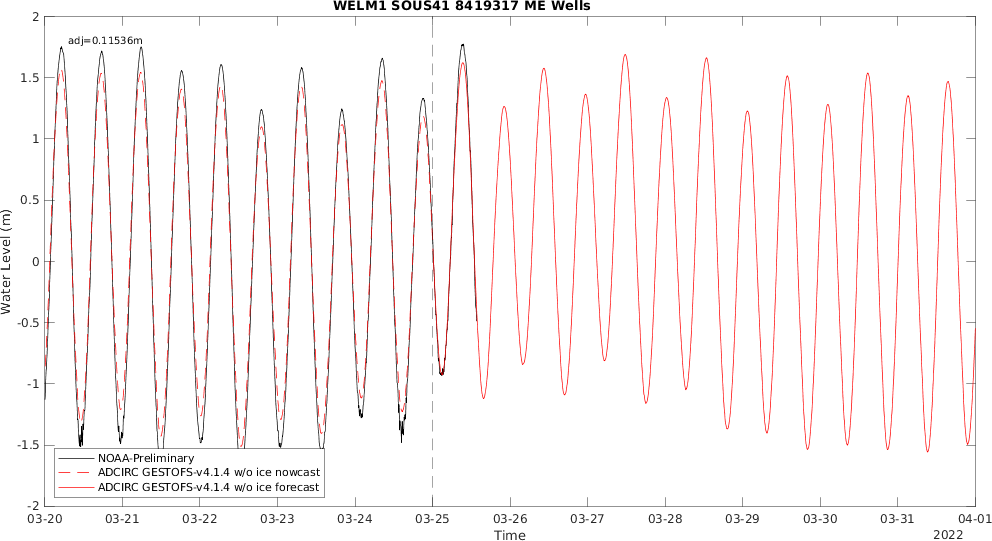 WELM1 SOUS41 8419317 ME Wells
adj=0.11536m
2
1.5
1
0.5
0
-0.5
-1
-1.5
-2
Water Level (m)
NOAA-Preliminary
ADCIRC GESTOFS-v4.1.4 w/o ice nowcast
ADCIRC GESTOFS-v4.1.4 w/o ice forecast
03-20 03-21 03-22 03-23 03-24 03-25 03-26 03-27 03-28 03-29 03-30 03-31 04-01
Time
2022